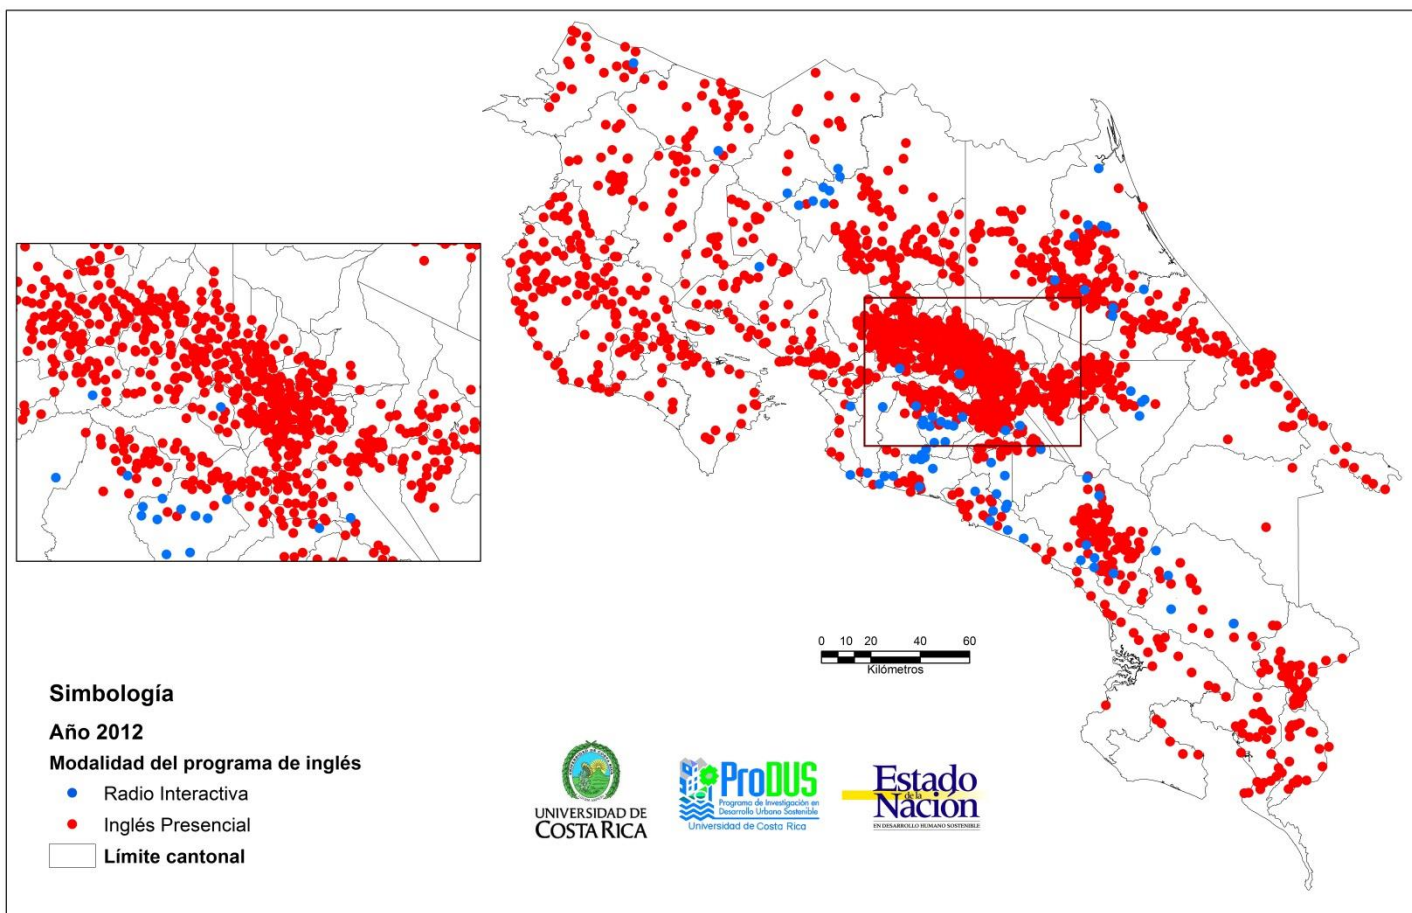 0 10 20 40 60
Kilómetros
Simbología
Año 2012
Modalidad del programa de inglés
Radio Interactiva
Inglés Presencial
Límite cantonal
UNIVERSIDAD DE
COSTA RICA
ProDUS
Programa de Investigación en
Desarrollo Urbano Sostenible
Universidad de Costa Rica
Estado
de la
Nación
EN DESARROLLO HUMANO SOSTENIBLE